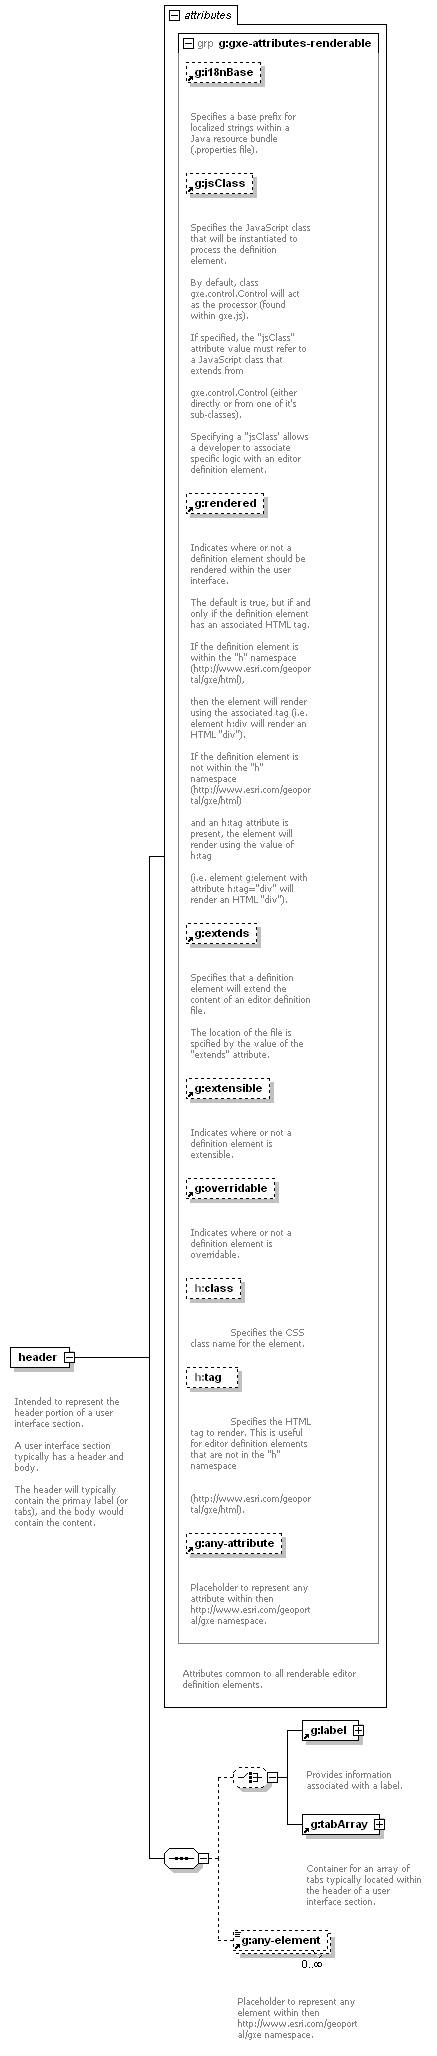 attributes
grp g:gxe-attributes-renderable
g:i18nBase
Specifies a base prefix for
localized strings within a
Java resource bundle
(.properties file).
g:jsClass
Specifies the JavaScript class
that will be instantiated to
process the definition
element.
By default, class
gxe.control.Control will act
as the processor (found
within gxe.js).
If specified, the "jsClass"
attribute value must refer to
a JavaScript class that
extends from
gxe.control.Control (either
directly or from one of it's
sub-classes).
Specifying a "jsClass' allows
a developer to associate
specific logic with an editor
definition element.
g:rendered
Indicates where or not a
definition element should be
rendered within the user
interface.
The default is true, but if and
only if the definition element
has an associated HTML tag.
If the definition element is
within the "h" namespace
(http://www.esri.com/geopor
tal/gxe/html),
then the element will render
using the associated tag (i.e.
element h:div will render an
HTML "div").
If the definition element is
not within the "h"
namespace
(http://www.esri.com/geopor
tal/gxe/html)
and an h:tag attribute is
present, the element will
render using the value of
h:tag
(i.e. element g:element with
attribute h:tag="div" will
render an HTML "div").
g:extends
Specifies that a definition
element will extend the
content of an editor definition
file.
The location of the file is
spcified by the value of the
"extends" attribute.
g:extensible
Indicates where or not a
definition element is
extensible.
g:overridable
Indicates where or not a
definition element is
overridable.
h:class
Specifies the CSS
class name for the element.
h:tag
Specifies the HTML
tag to render. This is useful
for editor definition elements
that are not in the "h"
namespace
(http://www.esri.com/geopor
tal/gxe/html).
g:any-attribute
Placeholder to represent any
attribute within then
http://www.esri.com/geoport
al/gxe namespace.
Attributes common to all renderable editor
definition elements.
header
Intended to represent the
header portion of a user
interface section.
A user interface section
typically has a header and
body.
The header will typically
contain the primay label (or
tabs), and the body would
contain the content.
g:label
Provides information
associated with a label.
g:tabArray
Container for an array of
tabs typically located within
the header of a user
interface section.
g:any-element
0..∞
Placeholder to represent any
element within then
http://www.esri.com/geoport
al/gxe namespace.